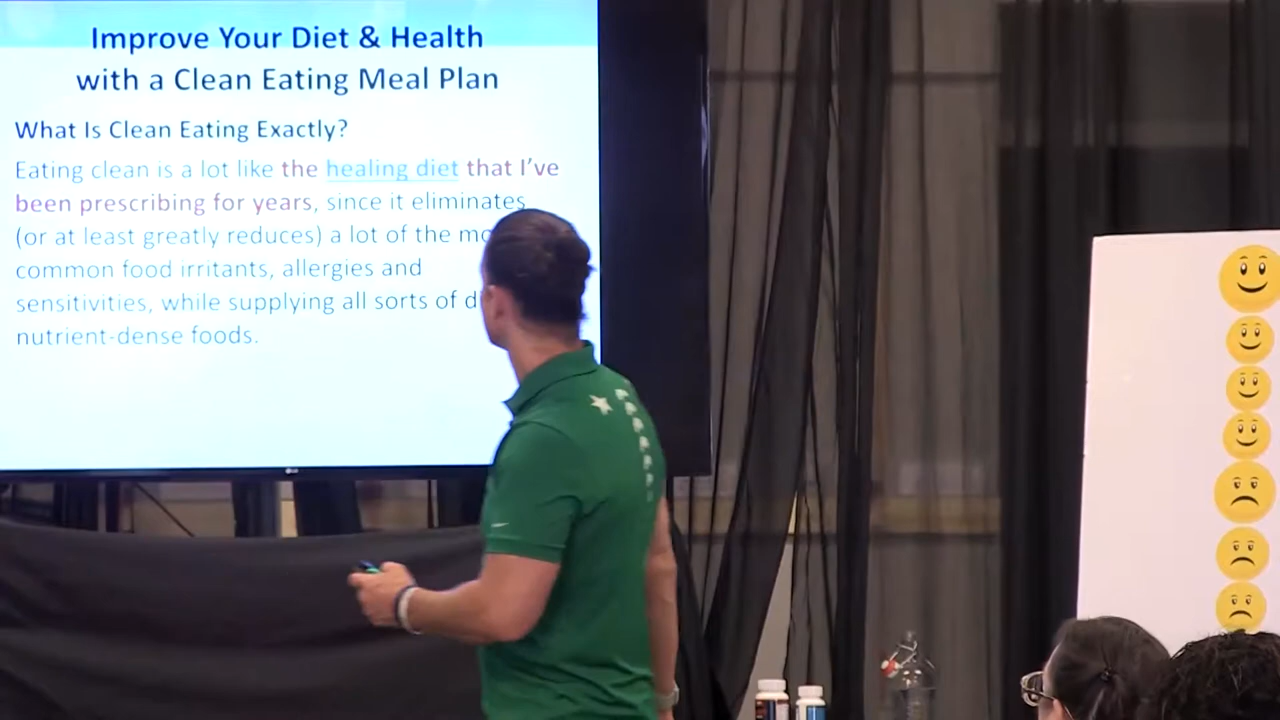 Improve Your Diet & Health
with a Clean Eating Meal Plan
What Is Clean Eating Exactly?
Eating clean is a lot like the healing diet that I've
been prescribing for years, since it eliminates
(or at least greatly reduces) a lot of the
common food irritants, allergies and
sensitivities, while supplying all sorts of
nutrient-dense foods.
LG